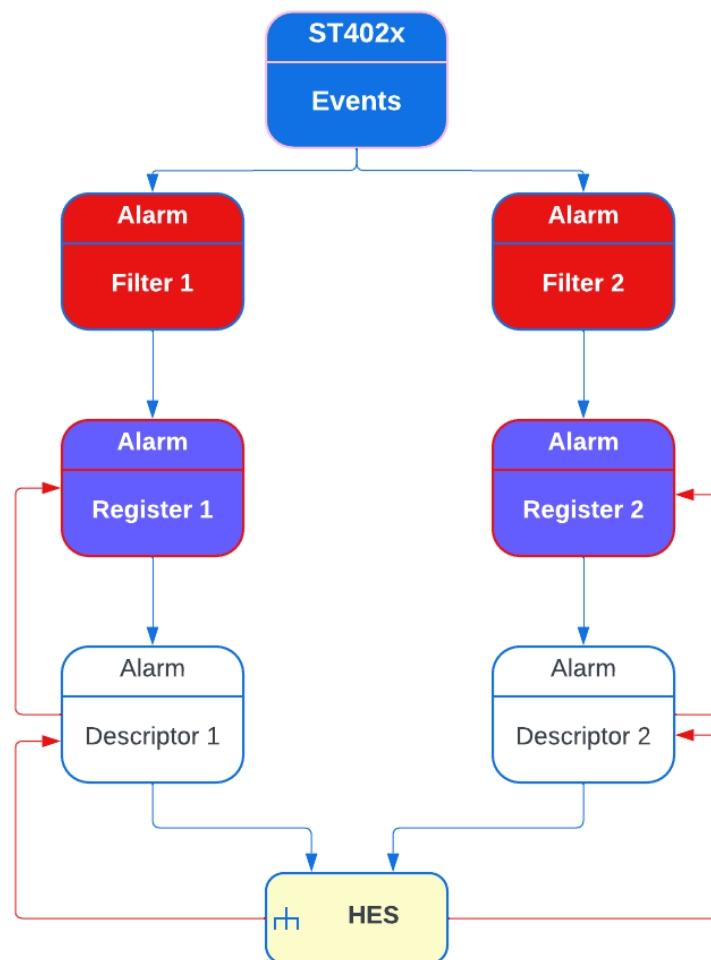 ST402x
Events
Alarm
Filter 1
Alarm
Filter 2
Alarm
Register 1
Alarm
Register 2
Alarm
Descriptor 1
Alarm
Descriptor 2
HES